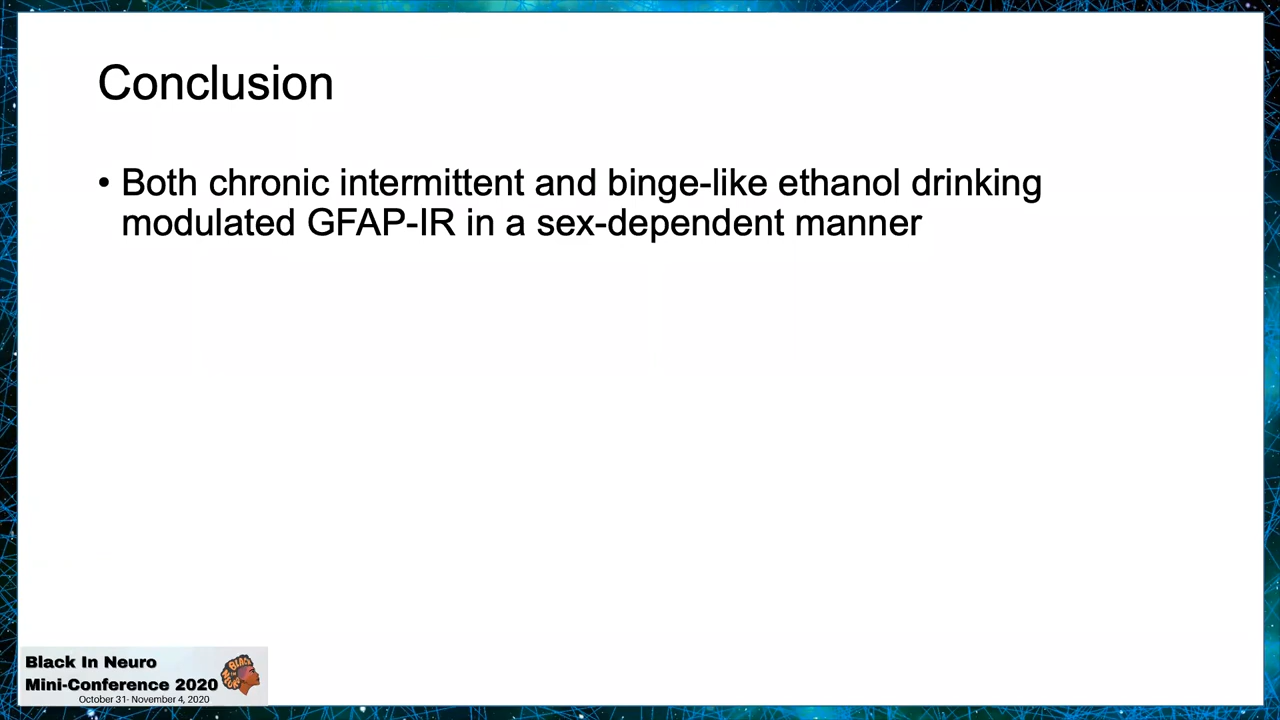 Conclusion
• Both chronic intermittent and binge-like ethanol drinking
modulated GFAP-IR in a sex-dependent manner
Black In Neuro
Mini-Conference 2020
October 31- November 4, 2020